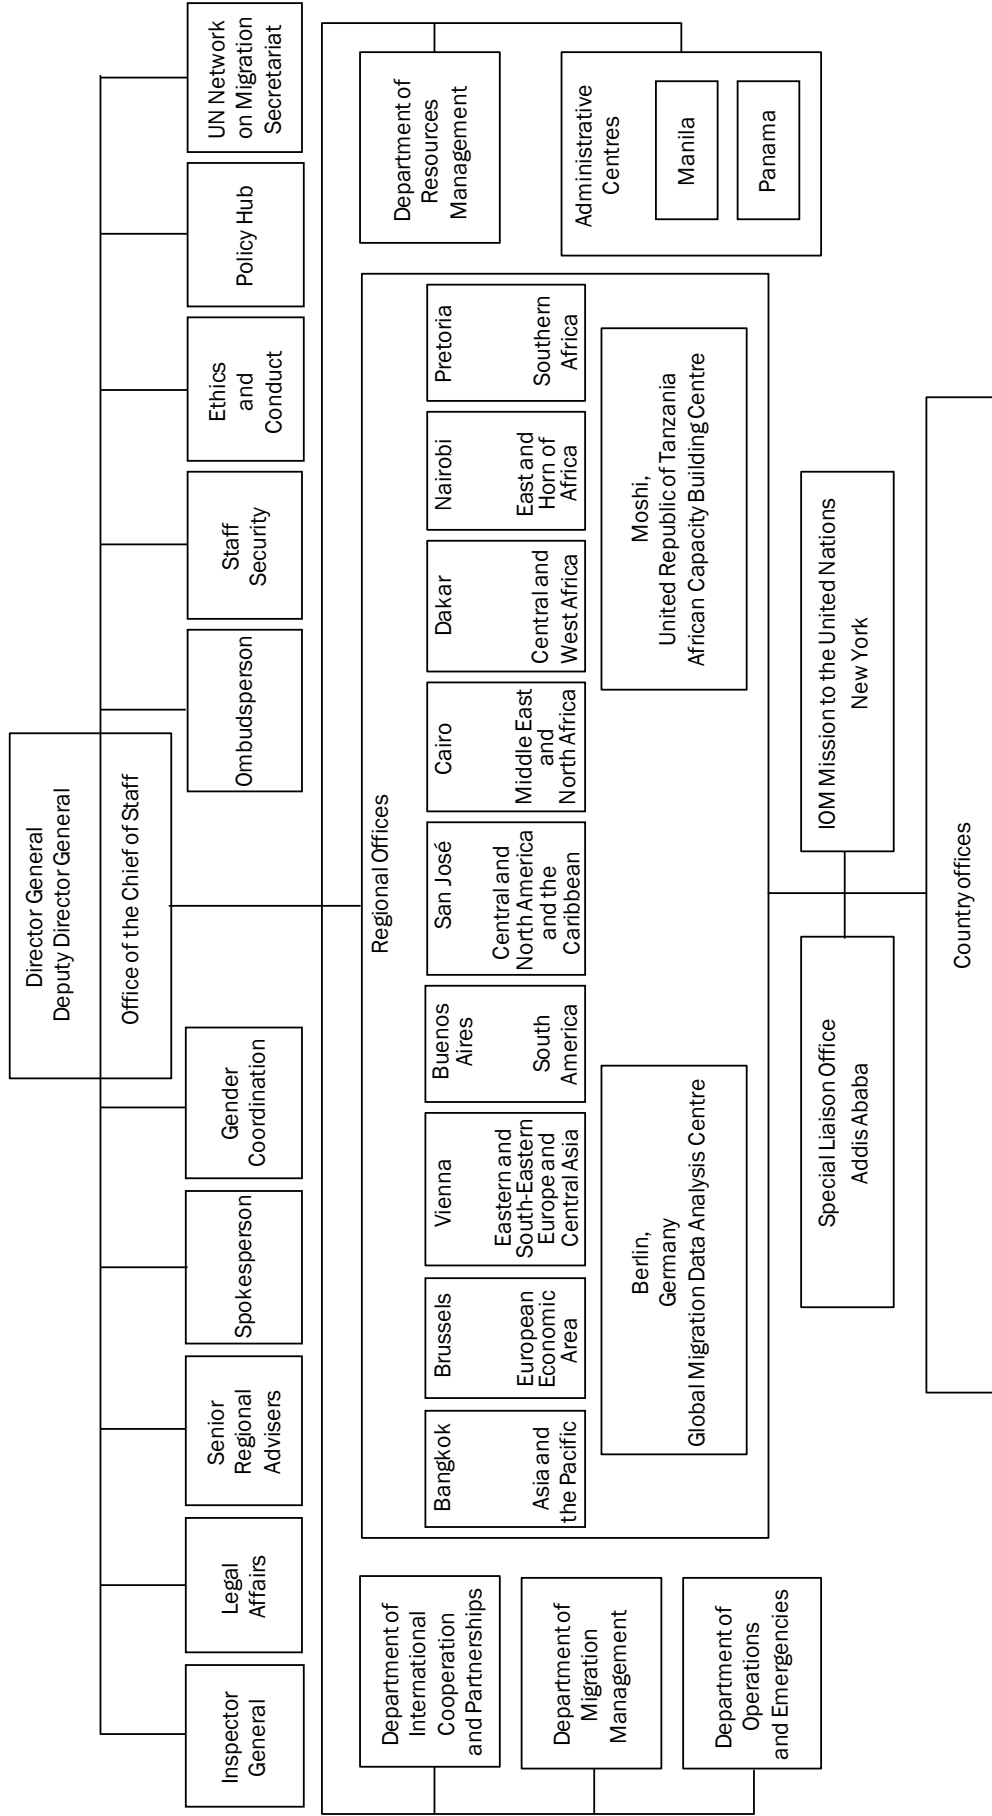 Director General
Deputy Director General
Office of the Chief of Staff
Inspector
General
Legal
Affairs
Senior
Regional
Advisers
Spokesperson
Gender
Coordination
Ombudsperson
Staff
Security
Ethics
and
Conduct
Policy Hub
UN Network
on Migration
Secretariat
Department of
International
Cooperation
and Partnerships
Department of
Migration
Management
Department of
Operations
and Emergencies
Regional Offices
Bangkok
Asia and
the Pacific
Brussels
European
Economic
Area
Vienna
Eastern and
South-Eastern
Europe and
Central Asia
Buenos
Aires
South
America
San José
Central and
North America
and the
Caribbean
Cairo
Middle East
and
North Africa
Dakar
Central and
West Africa
Nairobi
East and
Horn of
Africa
Pretoria
Southern
Africa
Berlin,
Germany
Global Migration Data Analysis Centre
Moshi,
United Republic of Tanzania
African Capacity Building Centre
Department of
Resources
Management
Administrative
Centres
Manila
Panama
Special Liaison Office
Addis Ababa
IOM Mission to the United Nations
New York
Country offices